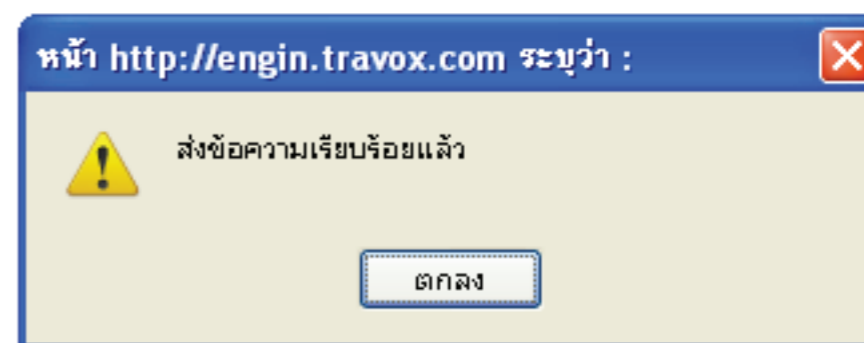 หน้า http://engin.travox.com ระบุว่า :
ส่งข้อความเรียบร้อยแล้ว
ตกลง